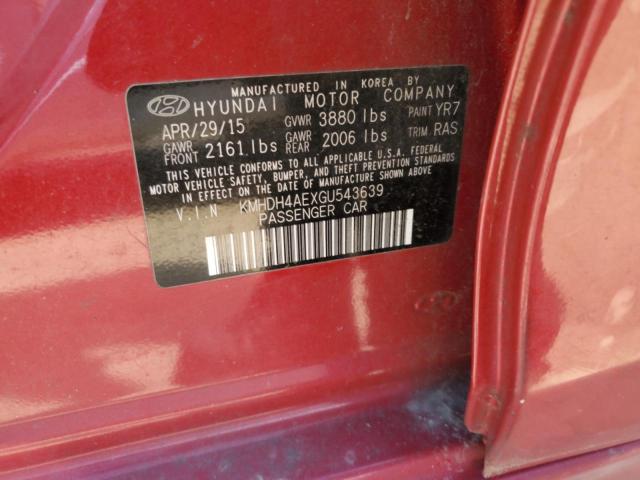 MANUFACTURED IN KOREA BY
HYUNDAI MOTOR COMPANY
APR/29/15 GVWR 3880 lbs PAINT YR7
GAWR FRONT 2161 lbs GAWR REAR 2006 lbs TRIM RAS
THIS VEHICLE CONFORMS TO ALL APPLICABLE U.S.A. FEDERAL
MOTOR VEHICLE SAFETY, BUMPER, AND THEFT PREVENTION STANDARDS
IN EFFECT ON THE DATE OF MANUFACTURE SHOWN ABOVE.
V.I.N KMHDH4AEXGU543639
PASSENGER CAR